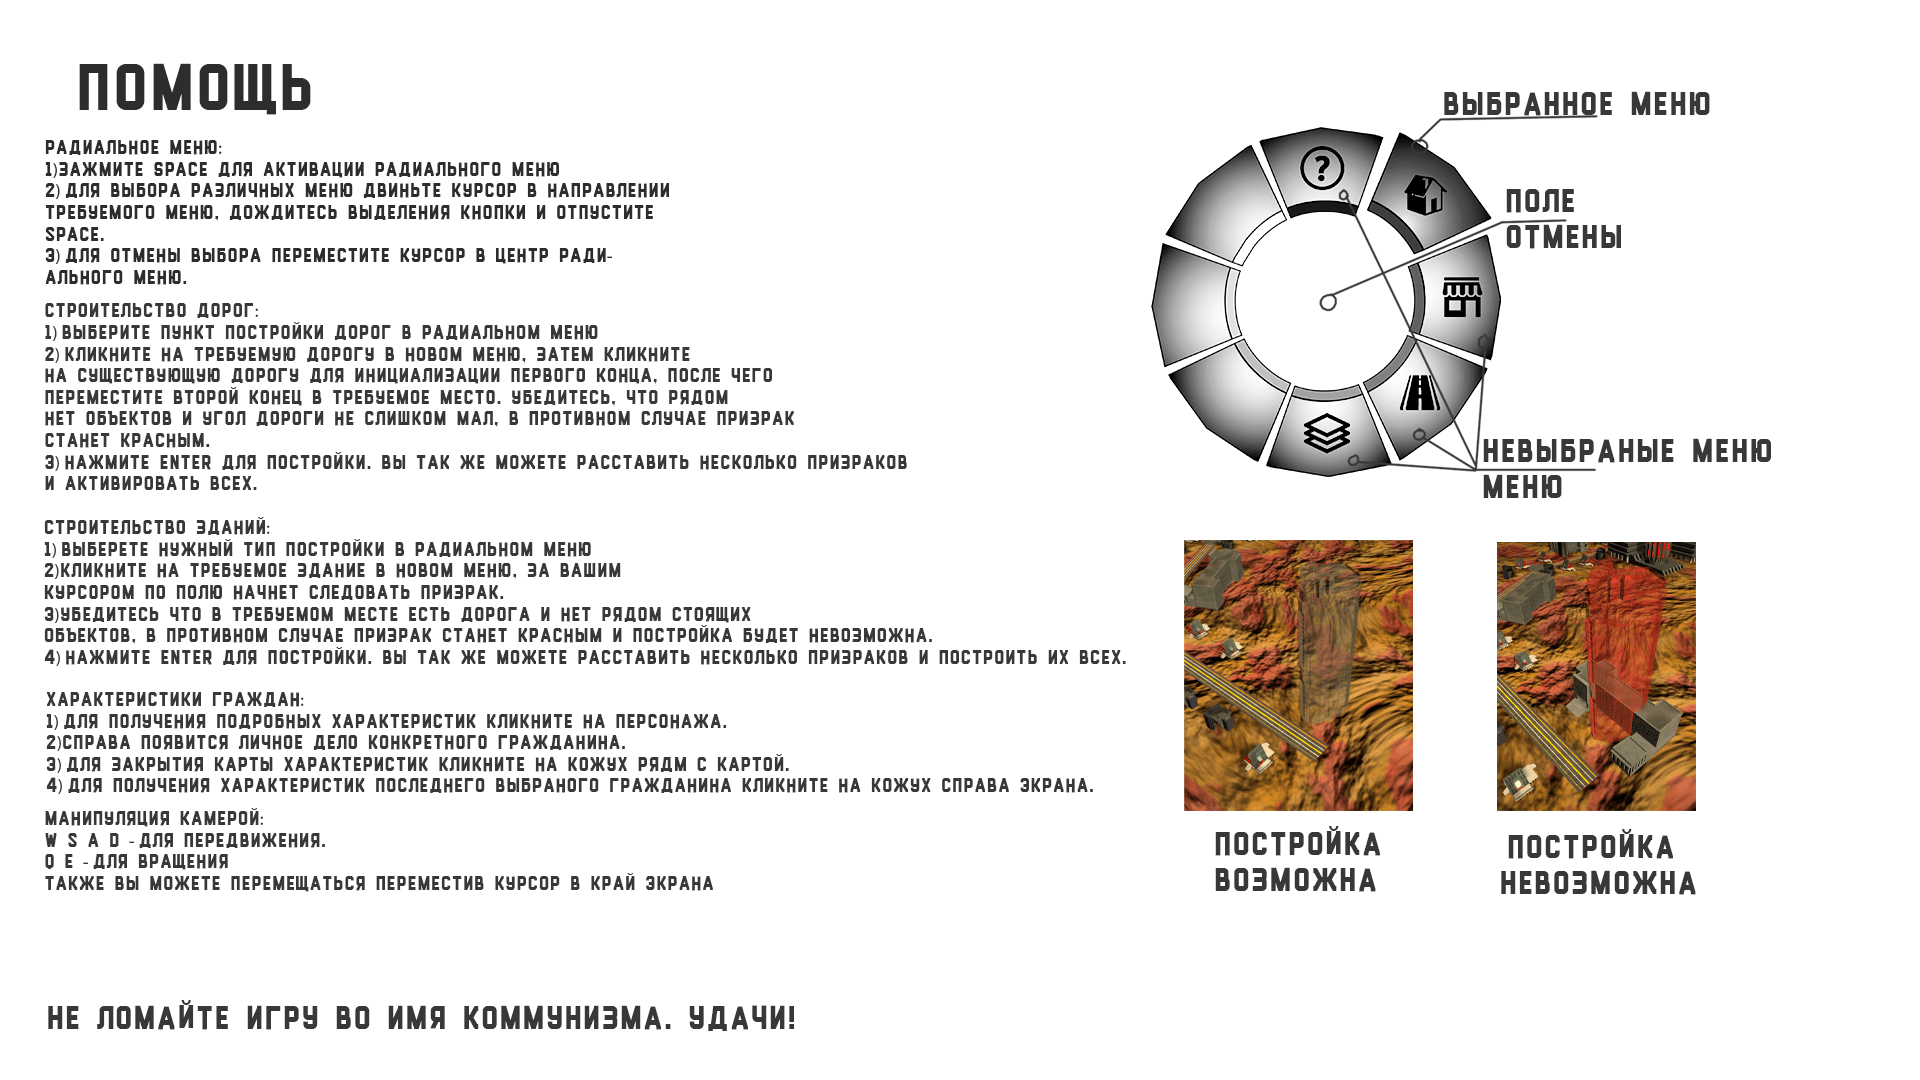 ПОМОЩЬ
РАДИАЛЬНОЕ МЕНЮ:
1)ЗАЖМИТЕ SPACE ДЛЯ АКТИВАЦИИ РАДИАЛЬНОГО МЕНЮ
2) ДЛЯ ВЫБОРА РАЗЛИЧНЫХ МЕНЮ ДВИНЬТЕ КУРСОР В НАПРАВЛЕНИИ
ТРЕБУЕМОГО МЕНЮ, ДОЖДИТЕСЬ ВЫДЕЛЕНИЯ КНОПКИ И ОТПУСТИТЕ
SPACE.
3) ДЛЯ ОТМЕНЫ ВЫБОРА ПЕРЕМЕСТИТЕ КУРСОР В ЦЕНТР РАДИ-
АЛЬНОГО МЕНЮ.
СТРОИТЕЛЬСТВО ДОРОГ:
1) ВЫБЕРИТЕ ПУНКТ ПОСТРОЙКИ ДОРОГ В РАДИАЛЬНОМ МЕНЮ
2) КЛИКНИТЕ НА ТРЕБУЕМУЮ ДОРОГУ В НОВОМ МЕНЮ, ЗАТЕМ КЛИКНИТЕ
НА СУЩЕСТВУЮЩУЮ ДОРОГУ ДЛЯ ИНИЦИАЛИЗАЦИИ ПЕРВОГО КОНЦА, ПОСЛЕ ЧЕГО
ПЕРЕМЕСТИТЕ ВТОРОЙ КОНЕЦ В ТРЕБУЕМОЕ МЕСТО. УБЕДИТЕСЬ, ЧТО РЯДОМ
НЕТ ОБЪЕКТОВ И УГОЛ ДОРОГИ НЕ СЛИШКОМ МАЛ, В ПРОТИВНОМ СЛУЧАЕ ПРИЗРАК
СТАНЕТ КРАСНЫМ.
3) НАЖМИТЕ ENTER ДЛЯ ПОСТРОЙКИ. ВЫ ТАК ЖЕ МОЖЕТЕ РАССТАВИТЬ НЕСКОЛЬКО ПРИЗРАКОВ
И АКТИВИРОВАТЬ ВСЕХ.
СТРОИТЕЛЬСТВО ЗДАНИЙ:
1) ВЫБЕРЕТЕ НУЖНЫЙ ТИП ПОСТРОЙКИ В РАДИАЛЬНОМ МЕНЮ
2)КЛИКНИТЕ НА ТРЕБУЕМОЕ ЗДАНИЕ В НОВОМ МЕНЮ, ЗА ВАШИМ
КУРСОРОМ ПО ПОЛЮ НАЧНЕТ СЛЕДОВАТЬ ПРИЗРАК.
3)УБЕДИТЕСЬ ЧТО В ТРЕБУЕМОМ МЕСТЕ ЕСТЬ ДОРОГА И НЕТ РЯДОМ СТОЯЩИХ
ОБЪЕКТОВ, В ПРОТИВНОМ СЛУЧАЕ ПРИЗРАК СТАНЕТ КРАСНЫМ И ПОСТРОЙКА БУДЕТ НЕВОЗМОЖНА.
4) НАЖМИТЕ ENTER ДЛЯ ПОСТРОЙКИ. ВЫ ТАК ЖЕ МОЖЕТЕ РАССТАВИТЬ НЕСКОЛЬКО ПРИЗРАКОВ И ПОСТРОИТЬ ИХ ВСЕХ.
ХАРАКТЕРИСТИКИ ГРАЖДАН:
1) ДЛЯ ПОЛУЧЕНИЯ ПОДРОБНЫХ ХАРАКТЕРИСТИК КЛИКНИТЕ НА ПЕРСОНАЖА.
2)СПРАВА ПОЯВИТСЯ ЛИЧНОЕ ДЕЛО КОНКРЕТНОГО ГРАЖДАНИНА.
3) ДЛЯ ЗАКРЫТИЯ КАРТЫ ХАРАКТЕРИСТИК КЛИКНИТЕ НА КОЖУХ РЯДМ С КАРТОЙ.
4) ДЛЯ ПОЛУЧЕНИЯ ХАРАКТЕРИСТИК ПОСЛЕДНЕГО ВЫБРАНОГО ГРАЖДАНИНА КЛИКНИТЕ НА КОЖУХ СПРАВА ЭКРАНА.
МАНИПУЛЯЦИЯ КАМЕРОЙ:
W S A D - ДЛЯ ПЕРЕДВИЖЕНИЯ.
Q E - ДЛЯ ВРАЩЕНИЯ
ТАКЖЕ ВЫ МОЖЕТЕ ПЕРЕМЕЩАТЬСЯ ПЕРЕМЕСТИВ КУРСОР В КРАЙ ЭКРАНА
НЕ ЛОМАЙТЕ ИГРУ ВО ИМЯ КОММУНИЗМА. УДАЧИ!
ВЫБРАННОЕ МЕНЮ
ПОЛЕ
ОТМЕНЫ
?
НЕВЫБРАНЫЕ МЕНЮ
МЕНЮ
ПОСТРОЙКА
ВОЗМОЖНА
ПОСТРОЙКА
НЕВОЗМОЖНА